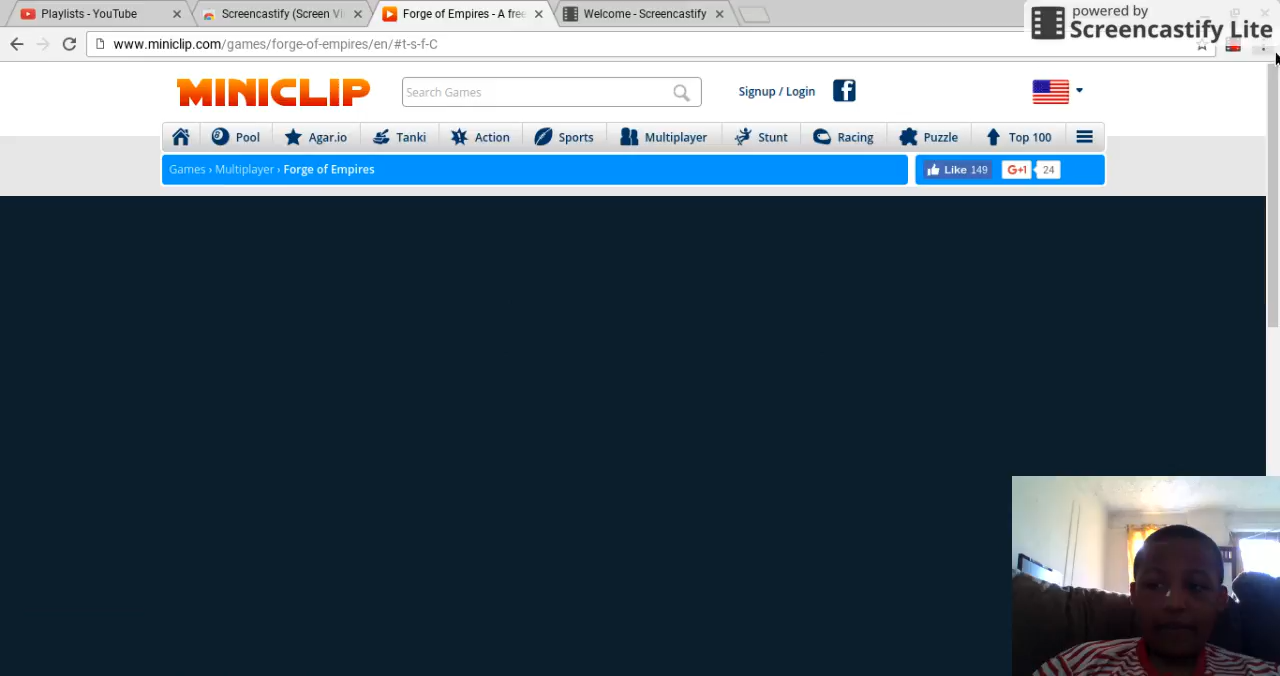 Playlists - YouTube
Screencastify (Screen Vi
Forge of Empires - A free
Welcome - Screencastify
powered by
Screencastify Lite
www.miniclip.com/games/forge-of-empires/en/#t-s-f-C
MINICLIP
Search Games
Signup / Login
Pool
Agar.io
Tanki
Action
Sports
Multiplayer
Stunt
Racing
Puzzle
Top 100
Games › Multiplayer › Forge of Empires
Like 149
G+1
24